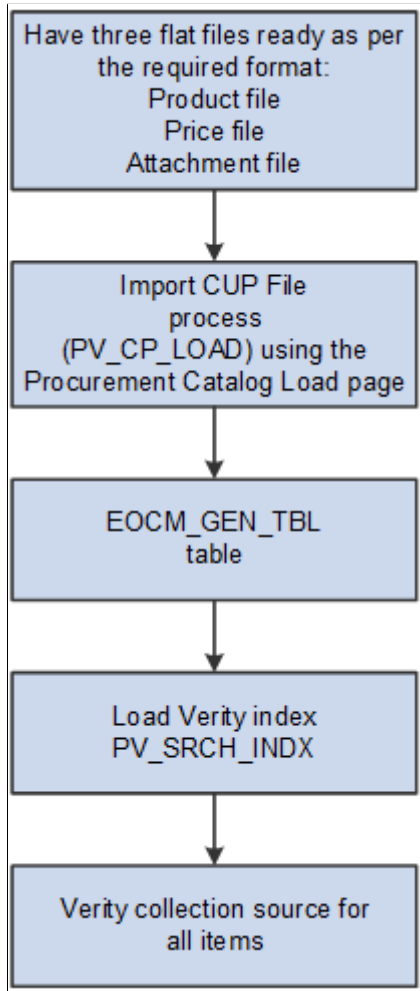 Have three flat files ready as per
the required format:
Product file
Price file
Attachment file
Import CUP File
process
(PV_CP_LOAD) using the
Procurement Catalog Load page
EOCM_GEN_TBL
table
Load Verity index
PV_SRCH_INDX
Verity collection source for
all items